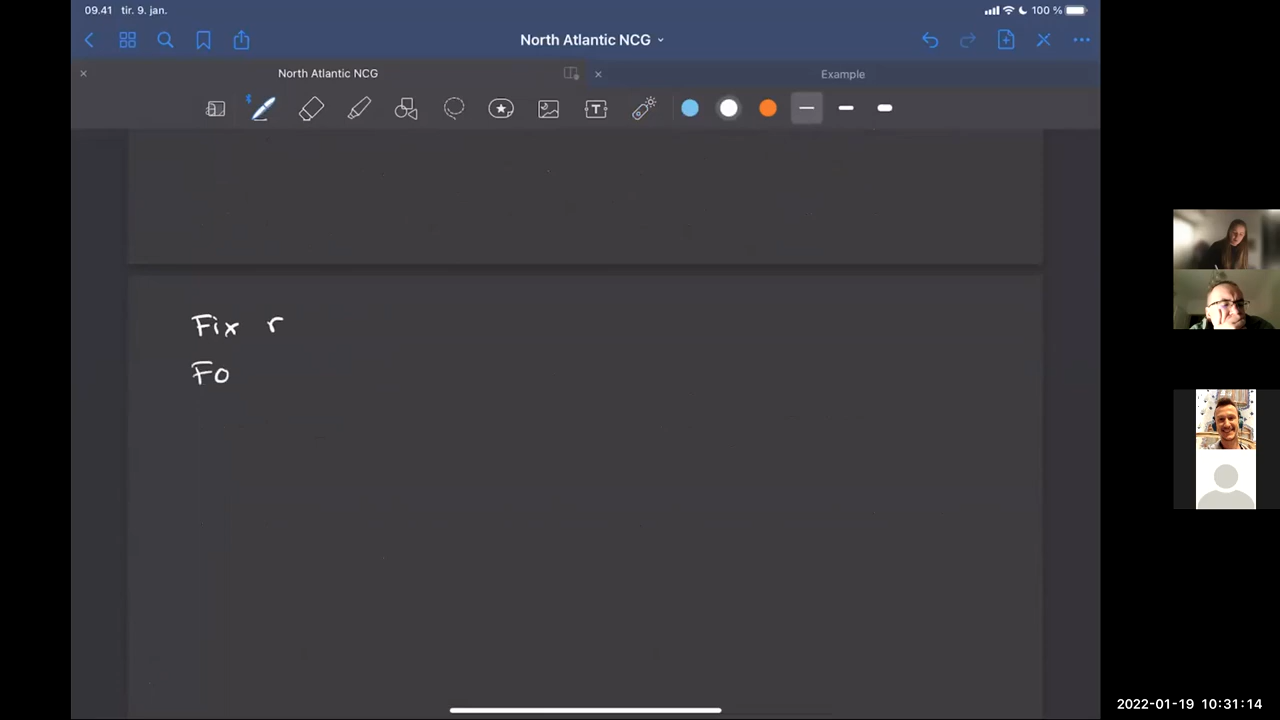 09.41 tir. 9. jan.
100 %
North Atlantic NCG
North Atlantic NCG
Example
Fix r
Fo
2022-01-19 10:31:14